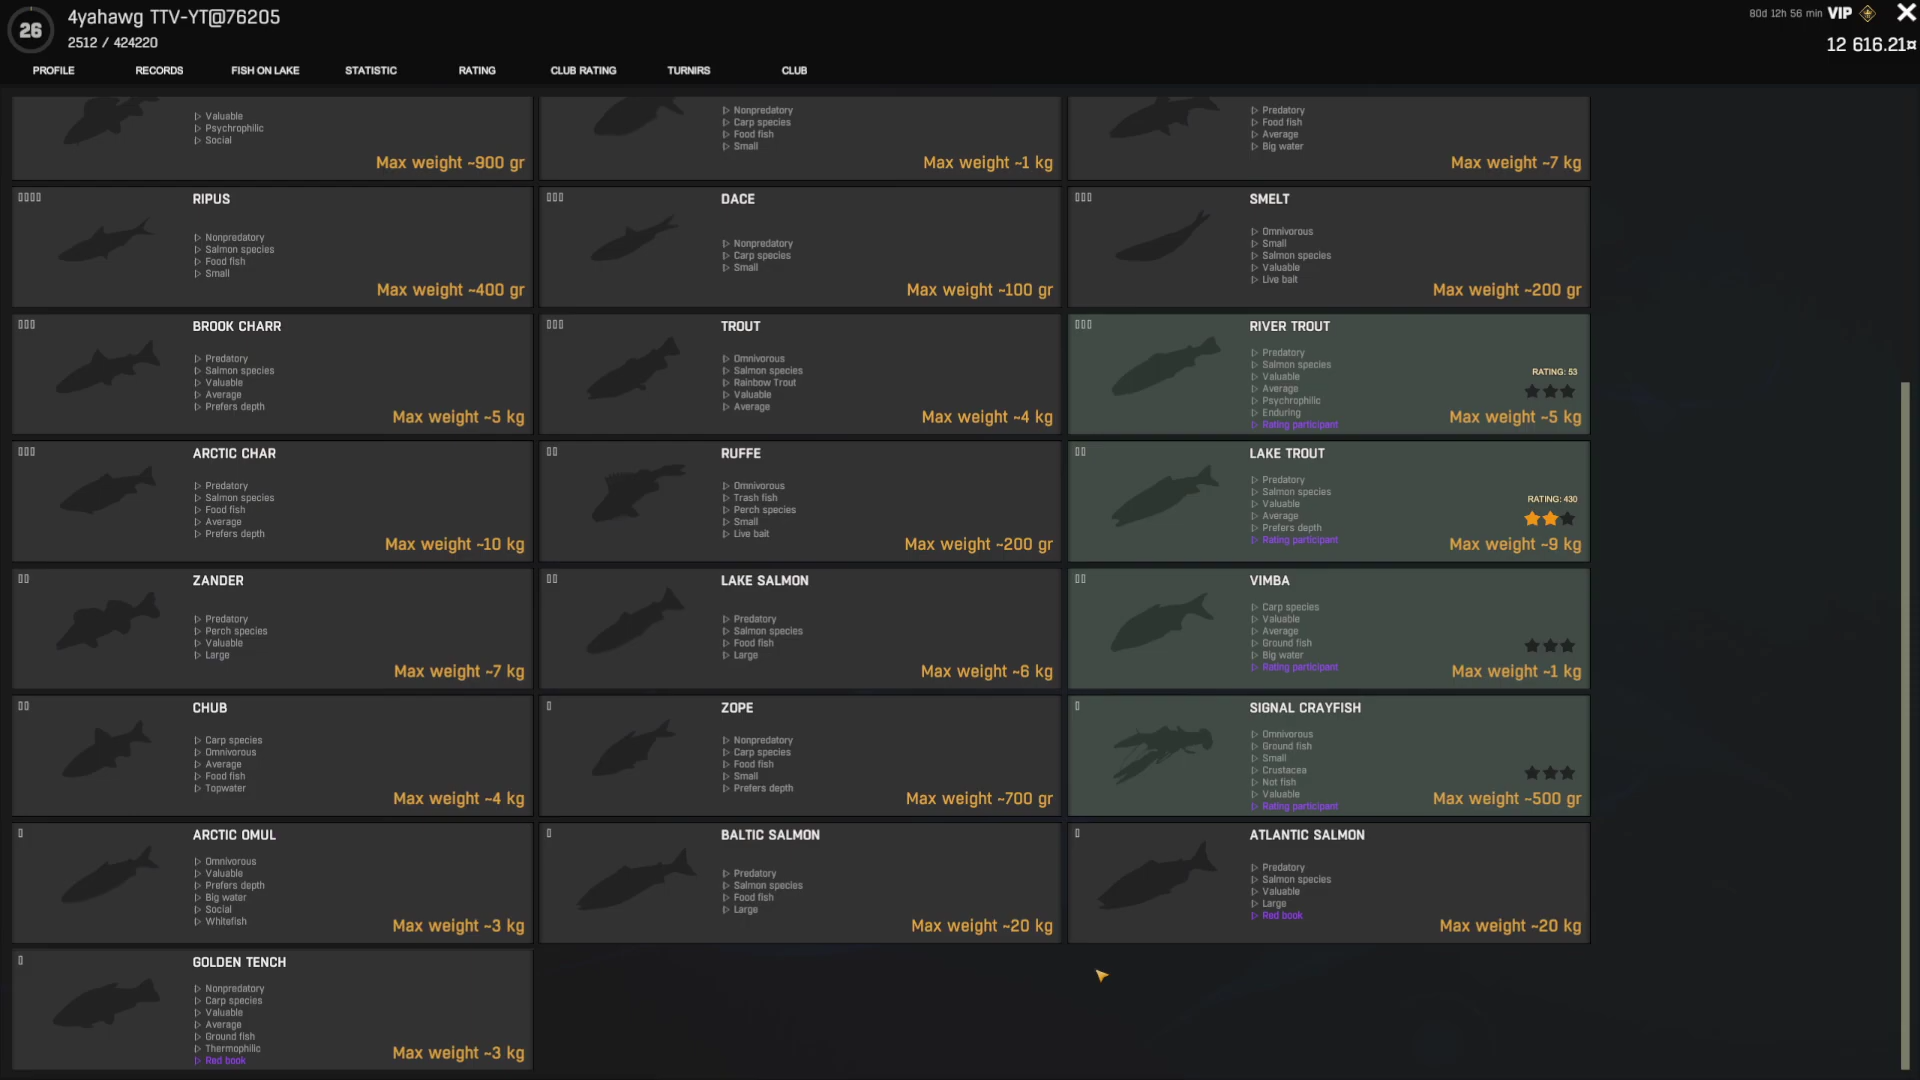 26
4yahawg TTV-YT@76205
2512 / 424220
80d 12h 56 min VIP
12 616.21¤
PROFILE RECORDS FISH ON LAKE STATISTIC RATING CLUB RATING TURNIRS CLUB
Valuable
Psychrophilic
Social
Max weight ~900 gr
Nonpredatory
Carp species
Food fish
Small
Max weight ~1 kg
Predatory
Food fish
Average
Big water
Max weight ~7 kg
RIPUS
Nonpredatory
Salmon species
Food fish
Small
Max weight ~400 gr
DACE
Nonpredatory
Carp species
Small
Max weight ~100 gr
SMELT
Omnivorous
Small
Salmon species
Valuable
Live bait
Max weight ~200 gr
BROOK CHARR
Predatory
Salmon species
Valuable
Average
Prefers depth
Max weight ~5 kg
TROUT
Omnivorous
Salmon species
Rainbow Trout
Valuable
Average
Max weight ~4 kg
RIVER TROUT
Predatory
Salmon species
Valuable
Average
Psychrophilic
Enduring
Rating participant
RATING: 53
Max weight ~5 kg
ARCTIC CHAR
Predatory
Salmon species
Food fish
Average
Prefers depth
Max weight ~10 kg
RUFFE
Omnivorous
Trash fish
Perch species
Small
Live bait
Max weight ~200 gr
LAKE TROUT
Predatory
Salmon species
Valuable
Average
Prefers depth
Rating participant
RATING: 430
Max weight ~9 kg
ZANDER
Predatory
Perch species
Valuable
Large
Max weight ~7 kg
LAKE SALMON
Predatory
Salmon species
Food fish
Large
Max weight ~6 kg
VIMBA
Carp species
Valuable
Average
Ground fish
Big water
Rating participant
Max weight ~1 kg
CHUB
Carp species
Omnivorous
Average
Food fish
Topwater
Max weight ~4 kg
ZOPE
Nonpredatory
Carp species
Food fish
Small
Prefers depth
Max weight ~700 gr
SIGNAL CRAYFISH
Omnivorous
Ground fish
Small
Crustacea
Not fish
Valuable
Rating participant
Max weight ~500 gr
ARCTIC OMUL
Omnivorous
Valuable
Prefers depth
Big water
Social
Whitefish
Max weight ~3 kg
BALTIC SALMON
Predatory
Salmon species
Food fish
Large
Max weight ~20 kg
ATLANTIC SALMON
Predatory
Salmon species
Valuable
Large
Red book
Max weight ~20 kg
GOLDEN TENCH
Nonpredatory
Carp species
Valuable
Average
Ground fish
Thermophilic
Red book
Max weight ~3 kg